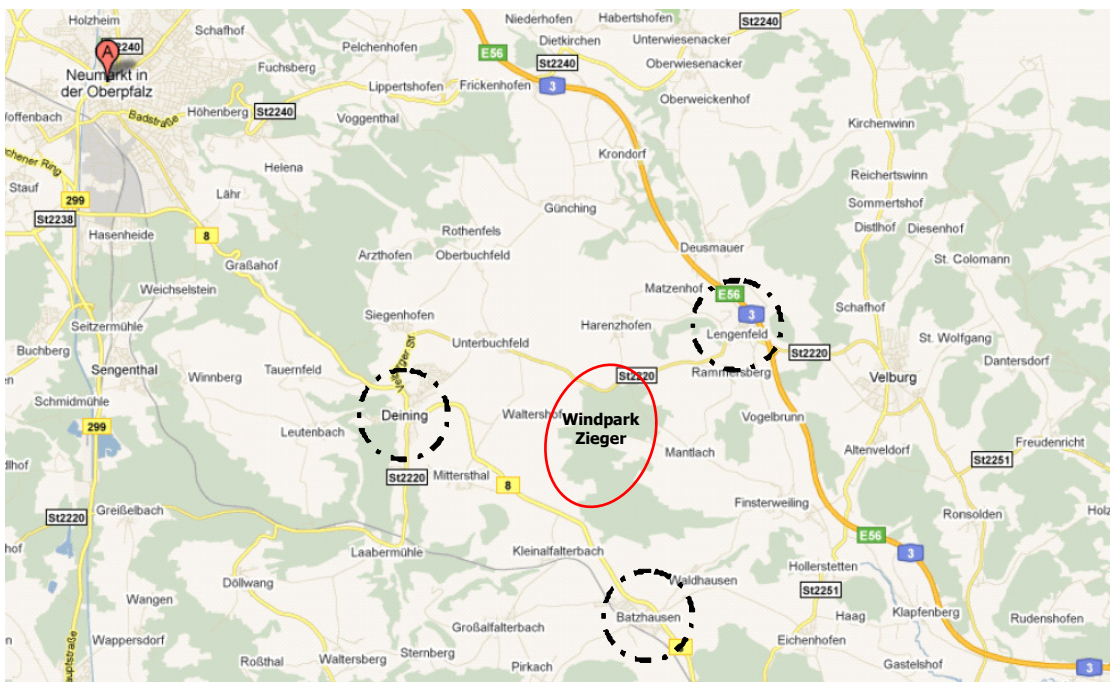 Holzheim
Schafhof
A
St2240
Neumarkt in
der Oberpfalz
Pelchenhofen
Fuchsberg
Lippertshofen
Frickenhofen
Voggenthal
Höhenberg
St2240
Badstraße
Niederhofen
Habertshofen
St2240
E56
Dietkirchen
Unterwiesenacker
St2240
Oberwiesenacker
3
Oberweickenhof
Kirchenwinn
Krondorf
Helena
Stauf
Lähr
299
St2238
Hasenheide
8
Graßahof
Günching
Rothenfels
Arzthofen
Oberbuchfeld
Deusmauer
Reichertswinn
Sommertshof
Distlhof
Diesenhof
St. Colomann
Weichselstein
Matzenhof
E56
3
Schafhof
Siegenhofen
Harenzhofen
Lengenfeld
Seitzermühle
Buchberg
Sengenthal
Unterbuchfeld
St2220
St. Wolfgang
Dantersdorf
Winnberg
Tauernfeld
St2220
Rammersberg
Velburg
Schmidmühle
Deining
Waltershof
Windpark
Zieger
Vogelbrunn
299
Leutenbach
Freudenricht
Mantlach
Altenveldorf
St2251
Mittersthal
St2220
8
Finsterweiling
Greißelbach
St2220
Ronsolden
E56
3
Laabermühle
Kleinalfalterbach
Hollerstetten
Döllwang
Waldhausen
St2251
Wangen
Batzhausen
Haag
Klapfenberg
Rudenshofen
Großalfalterbach
Wappersdorf
Eichenhofen
Sternberg
Roßthal
Waltersberg
Pirkach
Gastelshof
3